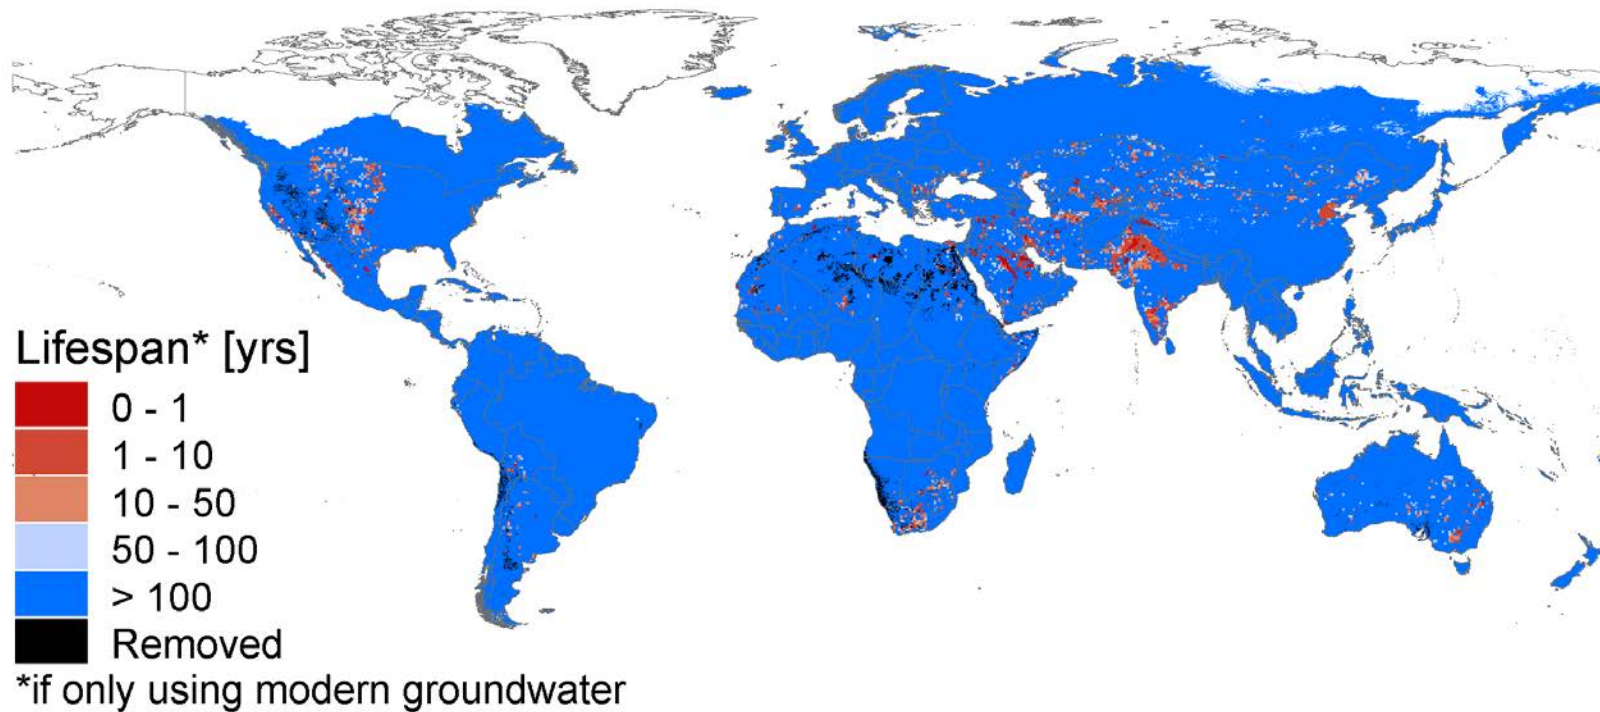 Lifespan* [yrs]
0 - 1
1 - 10
10 - 50
50 - 100
> 100
Removed
*if only using modern groundwater